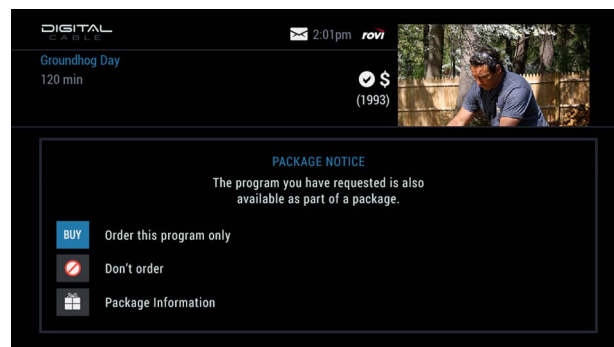 DIGITAL
CABLE
2:01pm rovi
Groundhog Day
120 min
$
(1993)
PACKAGE NOTICE
The program you have requested is also
available as part of a package.
BUY Order this program only
Don't order
Package Information